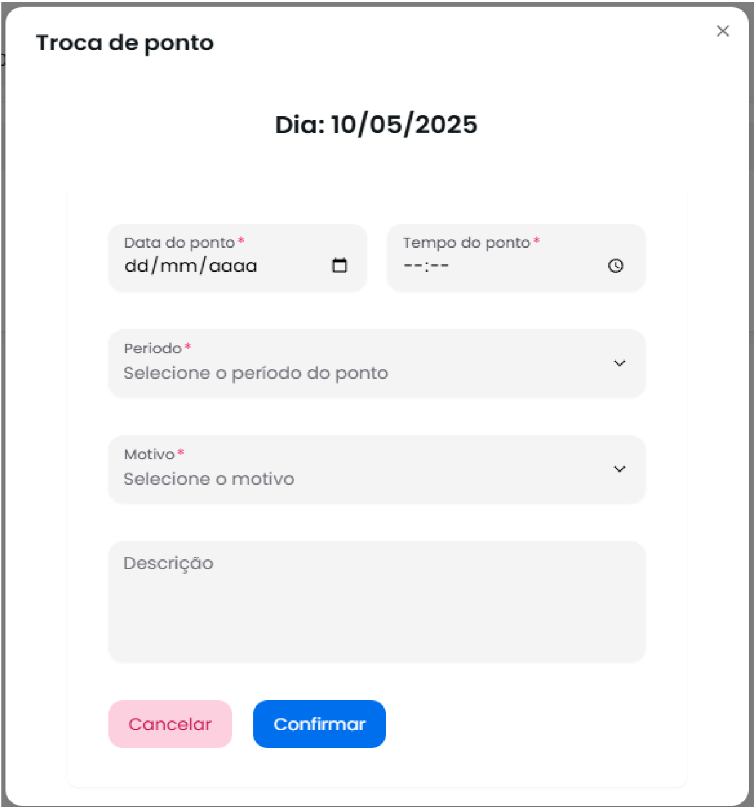 Troca de ponto
Dia: 10/05/2025
Data do ponto*
dd/mm/aaaa
Tempo do ponto*
--:--
Periodo*
Selecione o período do ponto
Motivo*
Selecione o motivo
Descrição
Cancelar
Confirmar